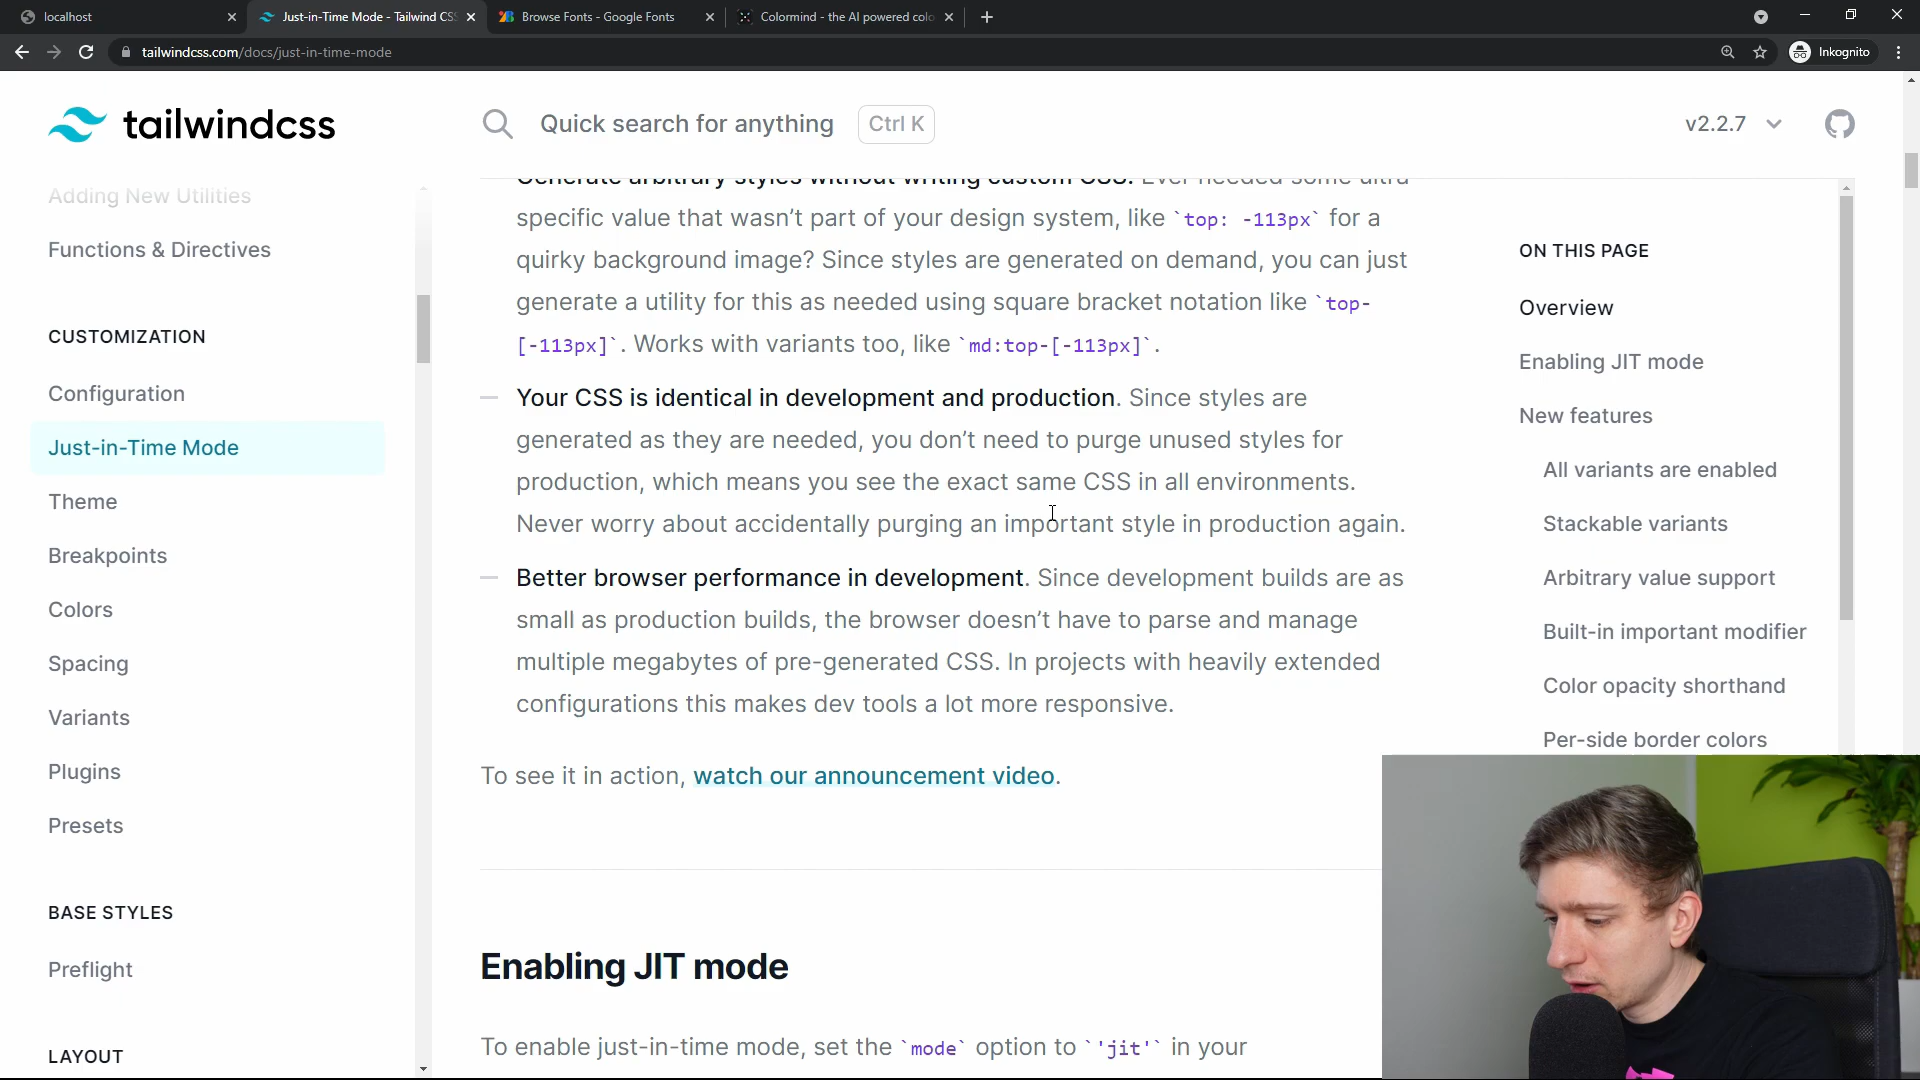 localhost
Just-in-Time Mode - Tailwind CSS
Browse Fonts - Google Fonts
Colormind - the AI powered colo
tailwindcss.com/docs/just-in-time-mode
Inkognito
tailwindcss
Quick search for anything
Ctrl K
v2.2.7
Adding New Utilities
Functions & Directives
CUSTOMIZATION
Configuration
Just-in-Time Mode
Theme
Breakpoints
Colors
Spacing
Variants
Plugins
Presets
BASE STYLES
Preflight
LAYOUT
Generate arbitrary styles without writing custom CSS. Ever needed some ultra
specific value that wasn’t part of your design system, like `top: -113px` for a
quirky background image? Since styles are generated on demand, you can just
generate a utility for this as needed using square bracket notation like `top-
[-113px]`. Works with variants too, like `md:top-[-113px]`.
Your CSS is identical in development and production. Since styles are
generated as they are needed, you don’t need to purge unused styles for
production, which means you see the exact same CSS in all environments.
Never worry about accidentally purging an important style in production again.
Better browser performance in development. Since development builds are as
small as production builds, the browser doesn’t have to parse and manage
multiple megabytes of pre-generated CSS. In projects with heavily extended
configurations this makes dev tools a lot more responsive.
To see it in action, watch our announcement video.
Enabling JIT mode
To enable just-in-time mode, set the `mode` option to `'jit'` in your
ON THIS PAGE
Overview
Enabling JIT mode
New features
All variants are enabled
Stackable variants
Arbitrary value support
Built-in important modifier
Color opacity shorthand
Per-side border colors